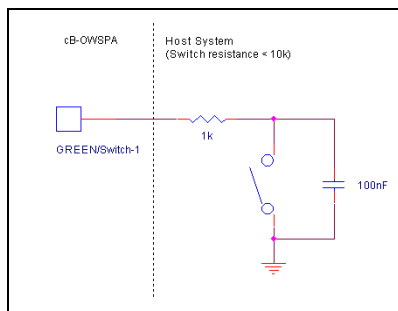 cB-OWSPA
Host System
(Switch resistance < 10k)
1k
GREEN/Switch-1
100nF